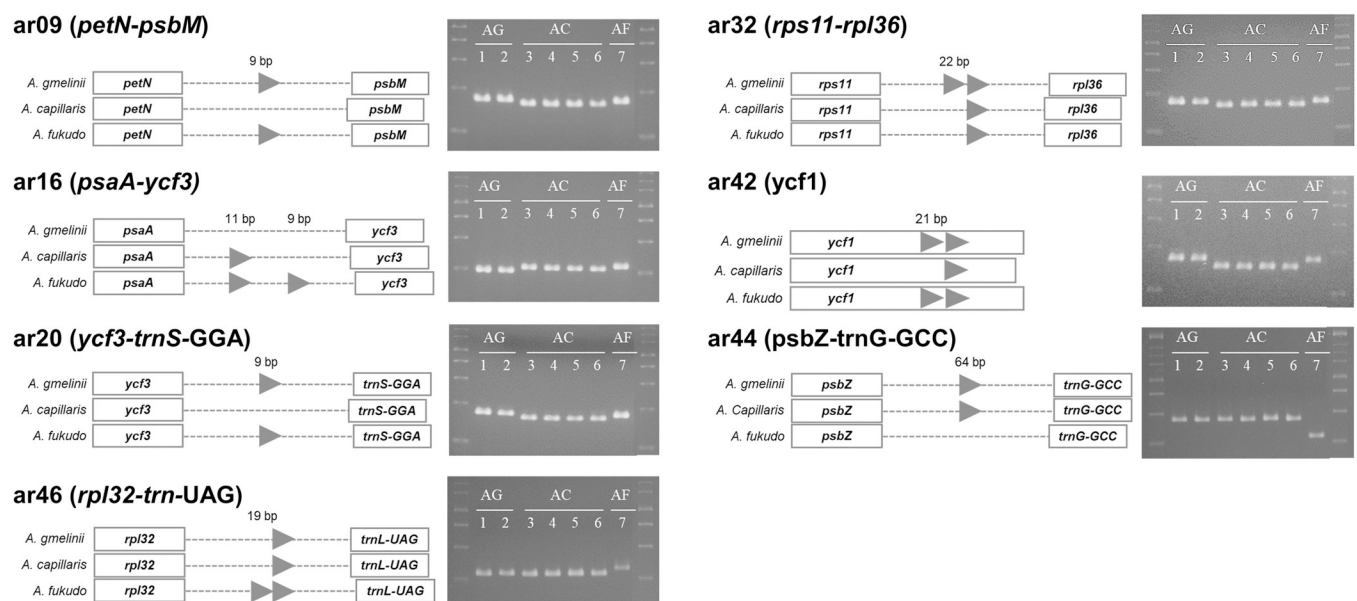 ar09 (petN-psbM)
9 bp
A. gmelinii petN psbM
A. capillaris petN psbM
A. fukudo petN psbM
AG AC AF
1 2 3 4 5 6 7
ar16 (psaA-ycf3)
11 bp 9 bp
A. gmelinii psaA ycf3
A. capillaris psaA ycf3
A. fukudo psaA ycf3
AG AC AF
1 2 3 4 5 6 7
ar20 (ycf3-trnS-GGA)
9 bp
A. gmelinii ycf3 trnS-GGA
A. capillaris ycf3 trnS-GGA
A. fukudo ycf3 trnS-GGA
AG AC AF
1 2 3 4 5 6 7
ar46 (rpl32-trn-UAG)
19 bp
A. gmelinii rpl32 trnL-UAG
A. capillaris rpl32 trnL-UAG
A. fukudo rpl32 trnL-UAG
AG AC AF
1 2 3 4 5 6 7
ar32 (rps11-rpl36)
22 bp
A. gmelinii rps11 rpl36
A. capillaris rps11 rpl36
A. fukudo rps11 rpl36
AG AC AF
1 2 3 4 5 6 7
ar42 (ycf1)
21 bp
A. gmelinii ycf1
A. capillaris ycf1
A. fukudo ycf1
AG AC AF
1 2 3 4 5 6 7
ar44 (psbZ-trnG-GCC)
64 bp
A. gmelinii psbZ trnG-GCC
A. Capillaris psbZ trnG-GCC
A. fukudo psbZ trnG-GCC
AG AC AF
1 2 3 4 5 6 7